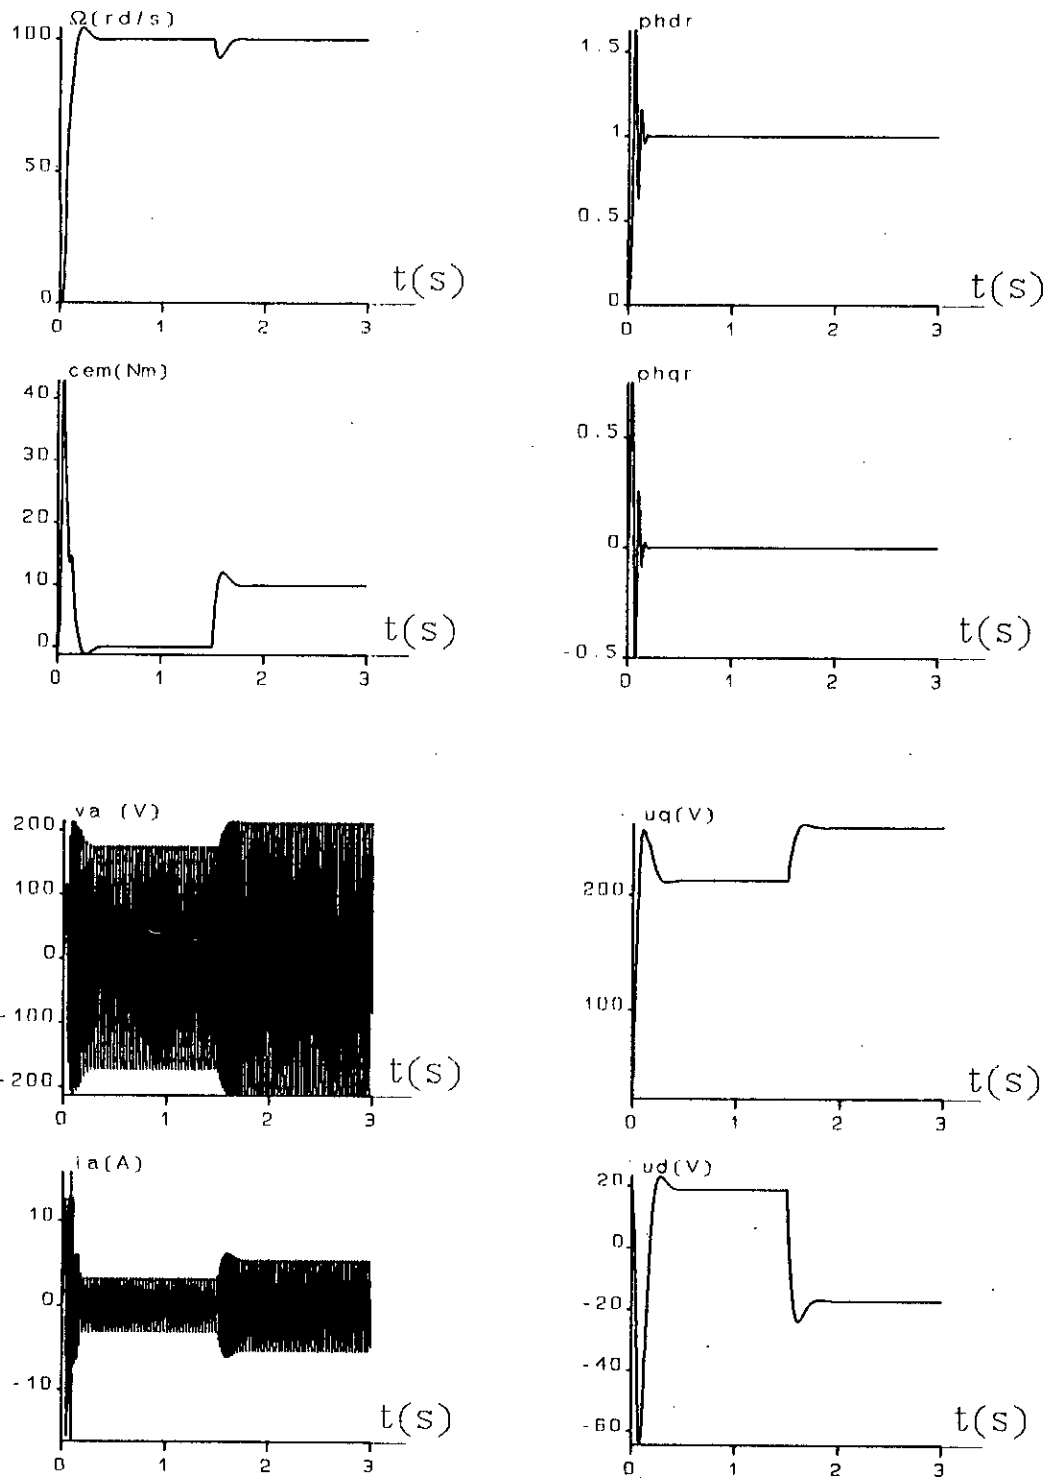 Ω(rd/s)
100
50
0
0 1 2 3
t(s)
phdr
1.5
1
0.5
0
0 1 2 3
t(s)
cem(Nm)
40
30
20
10
0
0 1 2 3
t(s)
phqr
0.5
0
-0.5
0 1 2 3
t(s)
va (V)
200
100
0
-100
-200
0 1 2 3
t(s)
uq(V)
200
100
0 1 2 3
t(s)
ia(A)
10
0
-10
0 1 2 3
t(s)
ud(V)
20
0
-20
-40
-60
0 1 2 3
t(s)